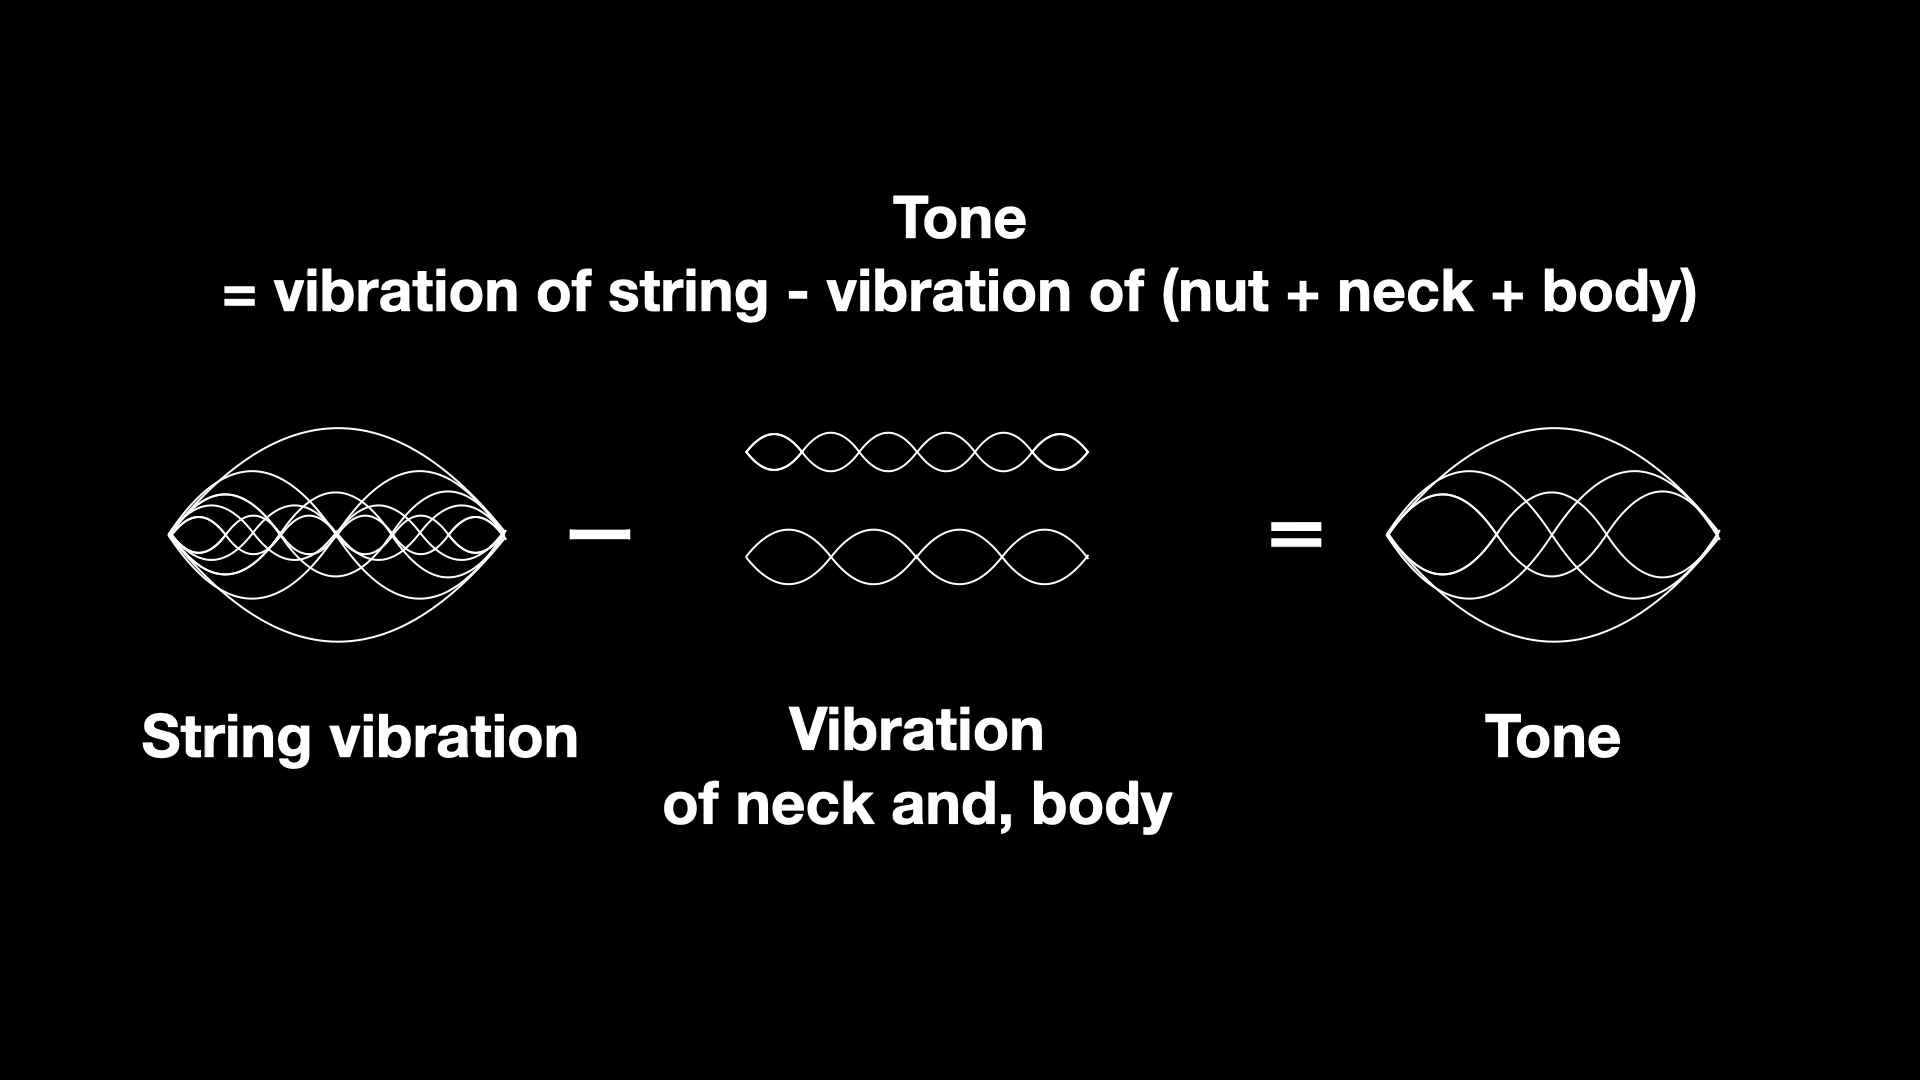 Tone
= vibration of string - vibration of (nut + neck + body)
– =
String vibration
Vibration
of neck and, body
Tone